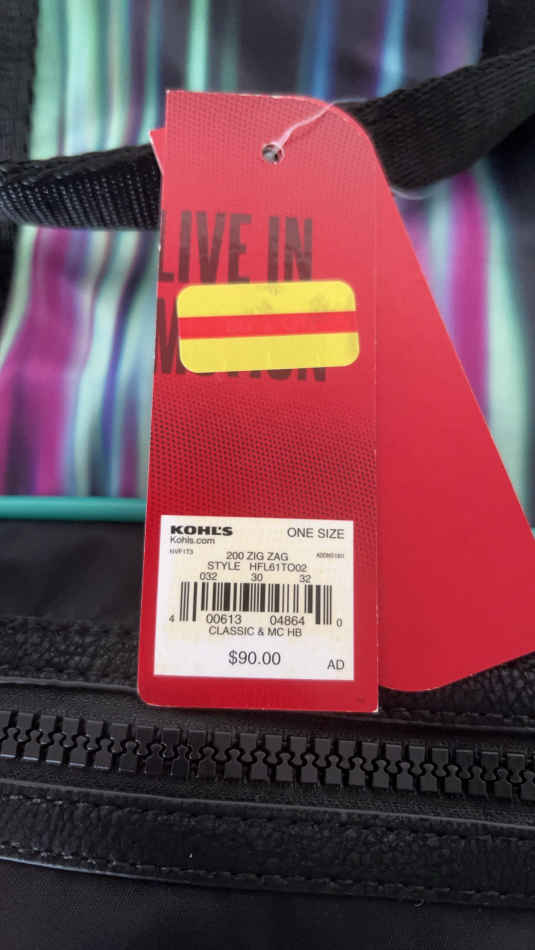 LIVE IN
KOHL'S
ONE SIZE
Kohls.com
NVF1T3
200 ZIG ZAG
STYLE HFL61TO02
032 30 32
4 00613 04864 0
CLASSIC & MC HB
$90.00
AD